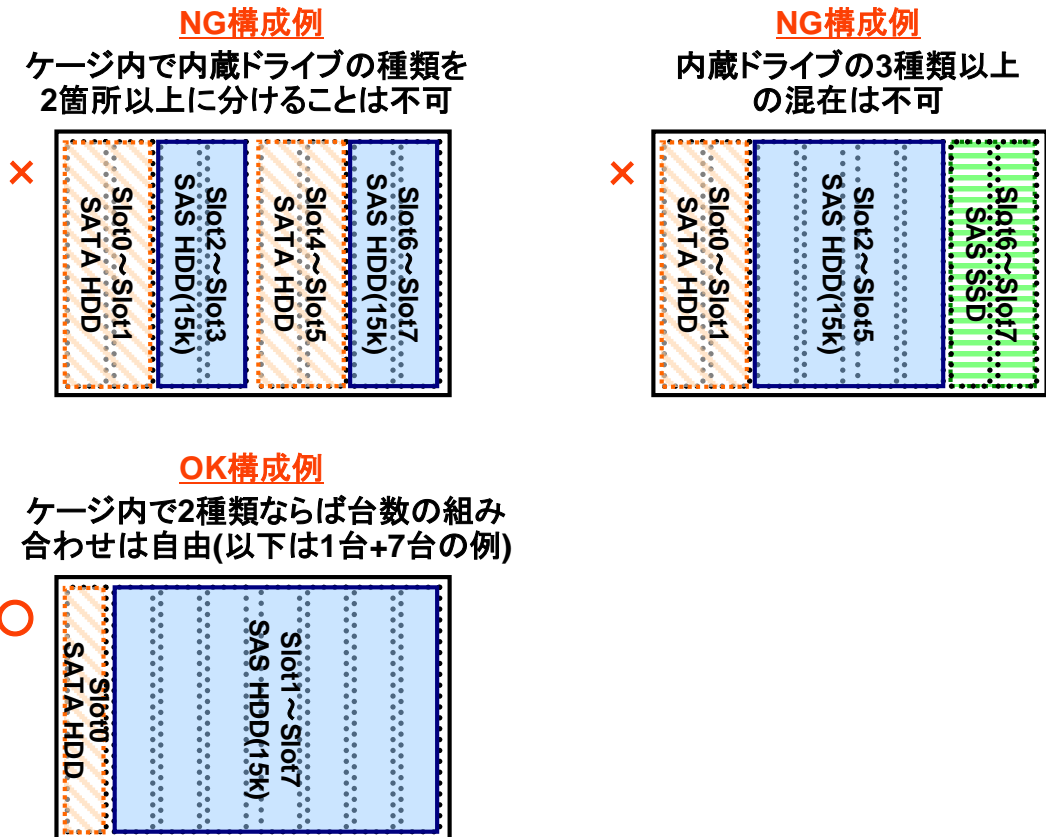 NG構成例
ケージ内で内蔵ドライブの種類を
2箇所以上に分けることは不可
×
Slot0～Slot1
SATA HDD
Slot2～Slot3
SAS HDD(15k)
Slot4～Slot5
SATA HDD
Slot6～Slot7
SAS HDD(15k)
NG構成例
内蔵ドライブの3種類以上
の混在は不可
×
Slot0～Slot1
SATA HDD
Slot2～Slot5
SAS HDD(15k)
Slot6～Slot7
SAS SSD
OK構成例
ケージ内で2種類ならば台数の組み
合わせは自由(以下は1台+7台の例)
○
Slot0
SATA HDD
Slot1～Slot7
SAS HDD(15k)